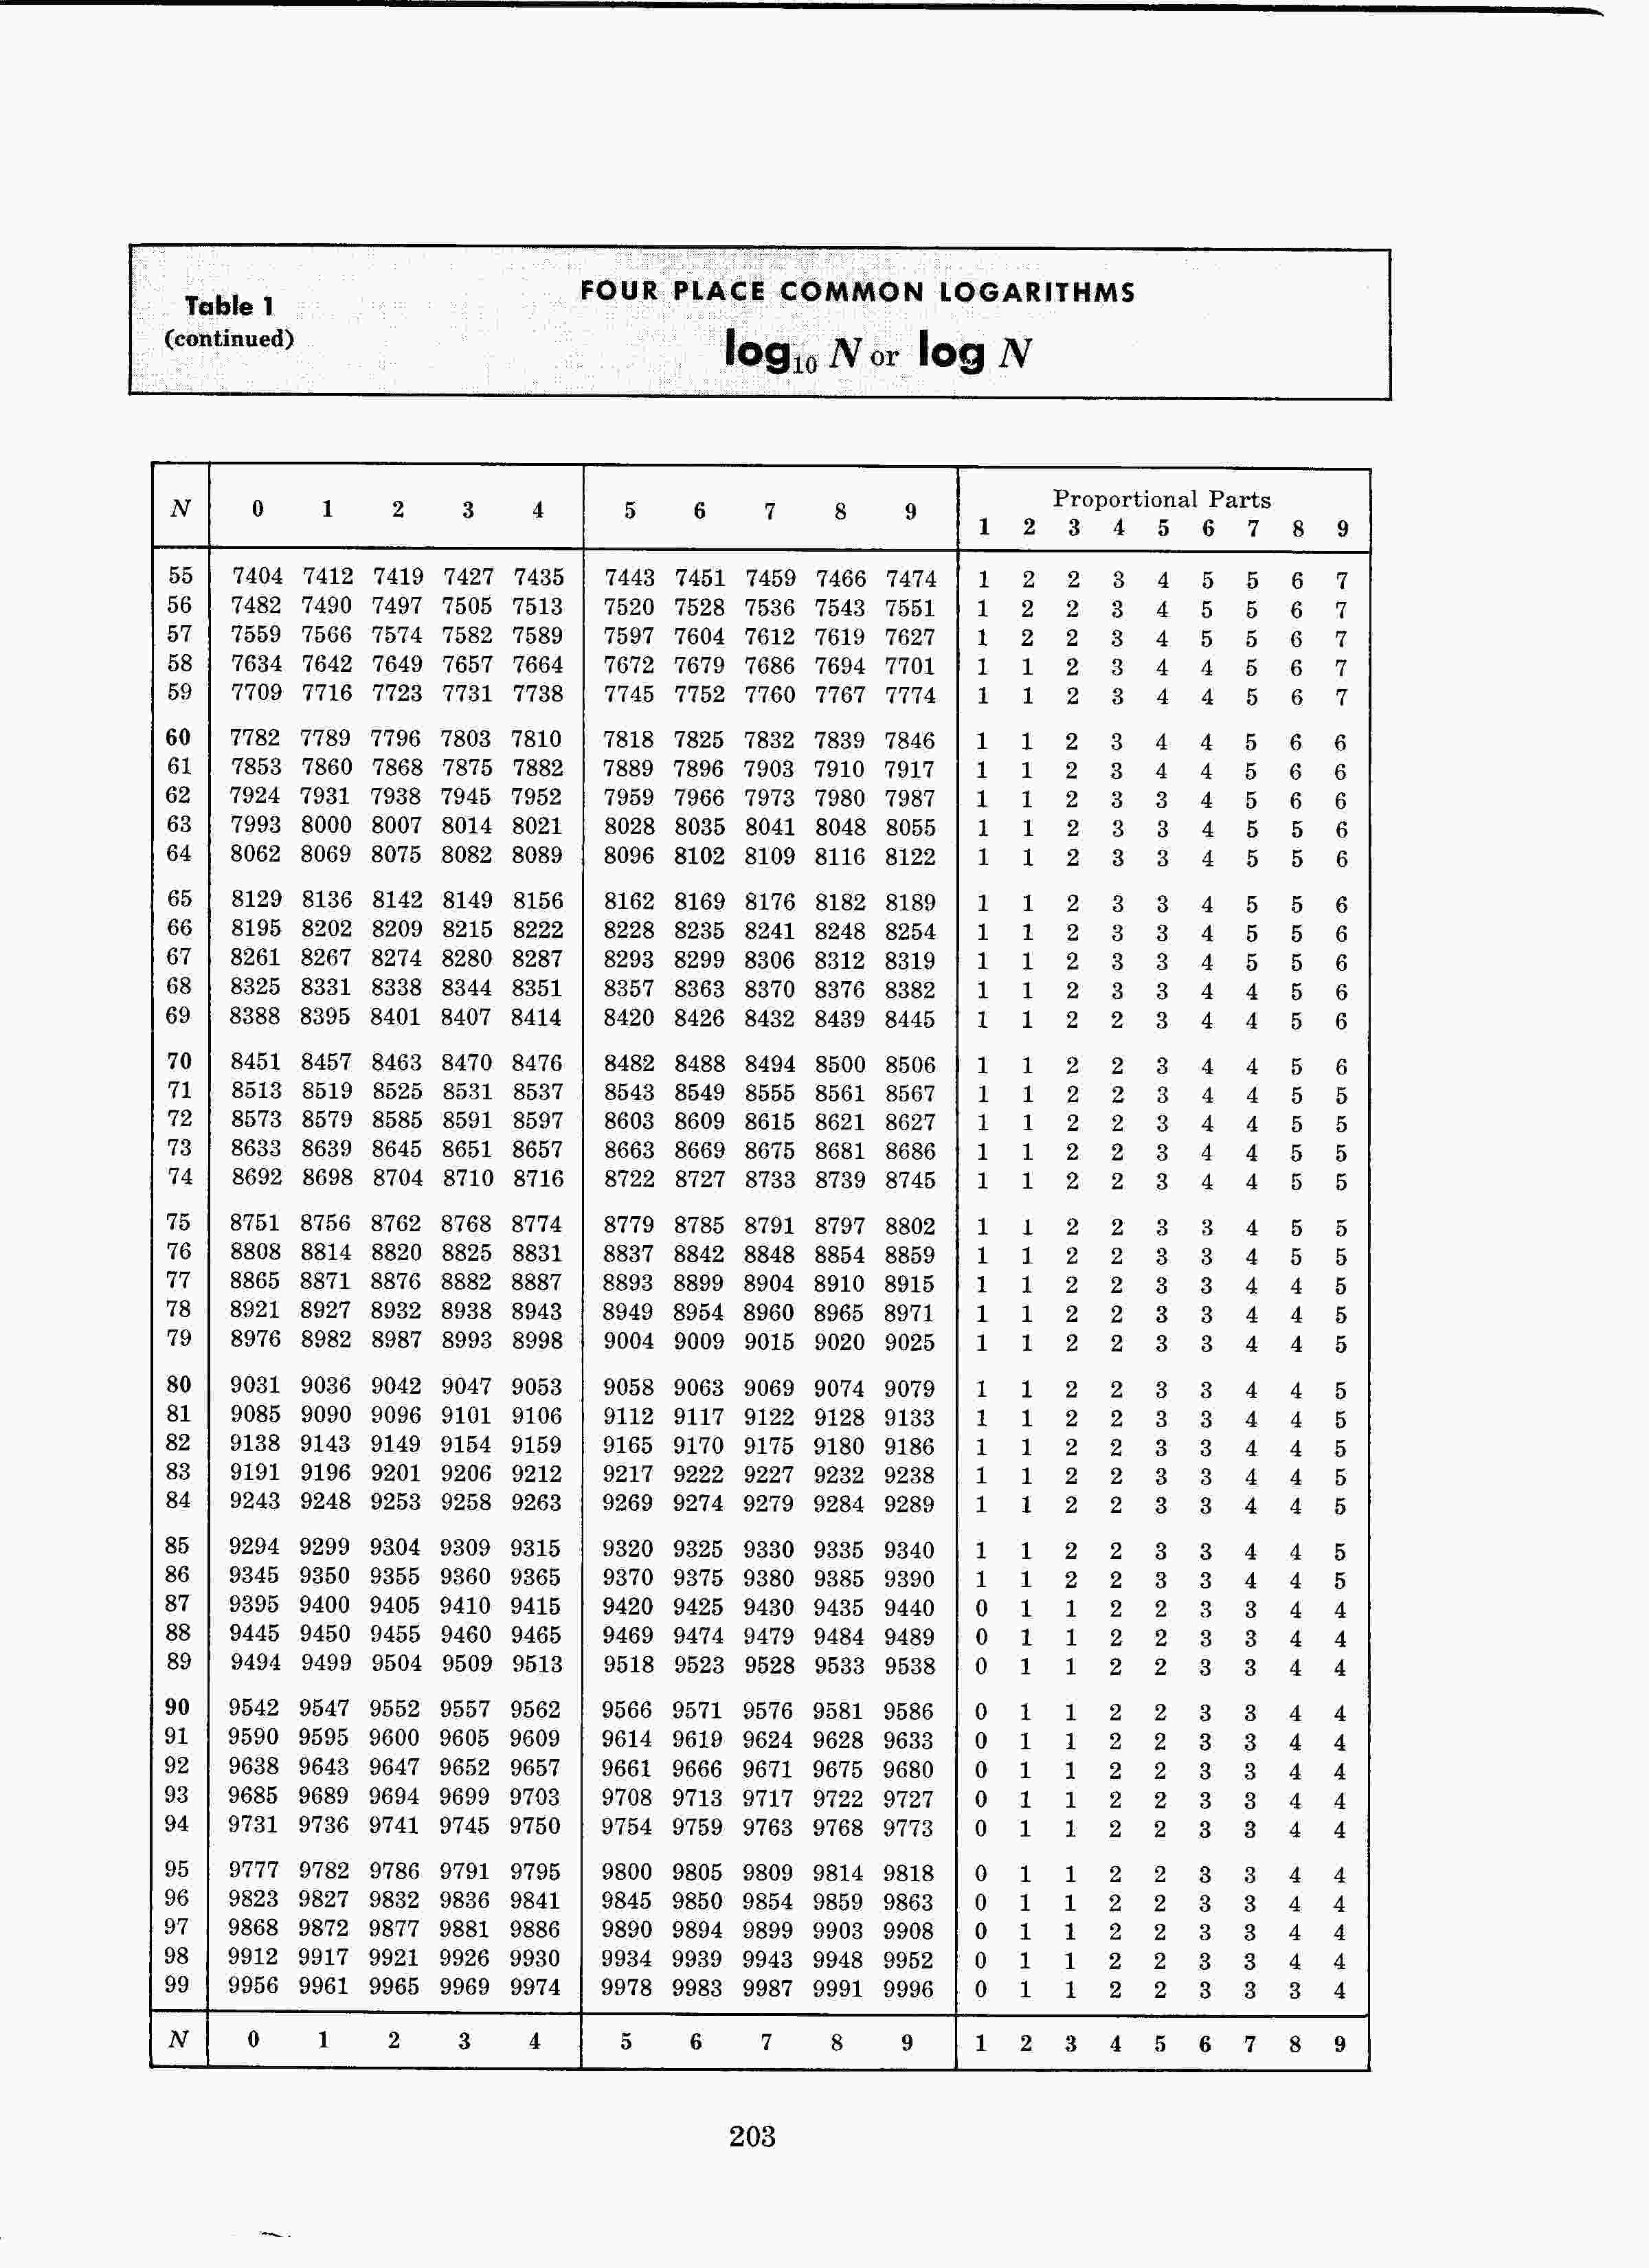 Table 1
(continued)
FOUR PLACE COMMON LOGARITHMS
log₁₀ N or log N
N 0 1 2 3 4 5 6 7 8 9 Proportional Parts
1 2 3 4 5 6 7 8 9
55 7404 7412 7419 7427 7435 7443 7451 7459 7466 7474 1 2 2 3 4 5 5 6 7
56 7482 7490 7497 7505 7513 7520 7528 7536 7543 7551 1 2 2 3 4 5 5 6 7
57 7559 7566 7574 7582 7589 7597 7604 7612 7619 7627 1 2 2 3 4 5 5 6 7
58 7634 7642 7649 7657 7664 7672 7679 7686 7694 7701 1 1 2 3 4 4 5 6 7
59 7709 7716 7723 7731 7738 7745 7752 7760 7767 7774 1 1 2 3 4 4 5 6 7
60 7782 7789 7796 7803 7810 7818 7825 7832 7839 7846 1 1 2 3 4 4 5 6 6
61 7853 7860 7868 7875 7882 7889 7896 7903 7910 7917 1 1 2 3 4 4 5 6 6
62 7924 7931 7938 7945 7952 7959 7966 7973 7980 7987 1 1 2 3 3 4 5 6 6
63 7993 8000 8007 8014 8021 8028 8035 8041 8048 8055 1 1 2 3 3 4 5 5 6
64 8062 8069 8075 8082 8089 8096 8102 8109 8116 8122 1 1 2 3 3 4 5 5 6
65 8129 8136 8142 8149 8156 8162 8169 8176 8182 8189 1 1 2 3 3 4 5 5 6
66 8195 8202 8209 8215 8222 8228 8235 8241 8248 8254 1 1 2 3 3 4 5 5 6
67 8261 8267 8274 8280 8287 8293 8299 8306 8312 8319 1 1 2 3 3 4 5 5 6
68 8325 8331 8338 8344 8351 8357 8363 8370 8376 8382 1 1 2 3 3 4 4 5 6
69 8388 8395 8401 8407 8414 8420 8426 8432 8439 8445 1 1 2 2 3 4 4 5 6
70 8451 8457 8463 8470 8476 8482 8488 8494 8500 8506 1 1 2 2 3 4 4 5 6
71 8513 8519 8525 8531 8537 8543 8549 8555 8561 8567 1 1 2 2 3 4 4 5 5
72 8573 8579 8585 8591 8597 8603 8609 8615 8621 8627 1 1 2 2 3 4 4 5 5
73 8633 8639 8645 8651 8657 8663 8669 8675 8681 8686 1 1 2 2 3 4 4 5 5
74 8692 8698 8704 8710 8716 8722 8727 8733 8739 8745 1 1 2 2 3 4 4 5 5
75 8751 8756 8762 8768 8774 8779 8785 8791 8797 8802 1 1 2 2 3 3 4 5 5
76 8808 8814 8820 8825 8831 8837 8842 8848 8854 8859 1 1 2 2 3 3 4 5 5
77 8865 8871 8876 8882 8887 8893 8899 8904 8910 8915 1 1 2 2 3 3 4 4 5
78 8921 8927 8932 8938 8943 8949 8954 8960 8965 8971 1 1 2 2 3 3 4 4 5
79 8976 8982 8987 8993 8998 9004 9009 9015 9020 9025 1 1 2 2 3 3 4 4 5
80 9031 9036 9042 9047 9053 9058 9063 9069 9074 9079 1 1 2 2 3 3 4 4 5
81 9085 9090 9096 9101 9106 9112 9117 9122 9128 9133 1 1 2 2 3 3 4 4 5
82 9138 9143 9149 9154 9159 9165 9170 9175 9180 9186 1 1 2 2 3 3 4 4 5
83 9191 9196 9201 9206 9212 9217 9222 9227 9232 9238 1 1 2 2 3 3 4 4 5
84 9243 9248 9253 9258 9263 9269 9274 9279 9284 9289 1 1 2 2 3 3 4 4 5
85 9294 9299 9304 9309 9315 9320 9325 9330 9335 9340 1 1 2 2 3 3 4 4 5
86 9345 9350 9355 9360 9365 9370 9375 9380 9385 9390 1 1 2 2 3 3 4 4 5
87 9395 9400 9405 9410 9415 9420 9425 9430 9435 9440 0 1 1 2 2 3 3 4 4
88 9445 9450 9455 9460 9465 9469 9474 9479 9484 9489 0 1 1 2 2 3 3 4 4
89 9494 9499 9504 9509 9513 9518 9523 9528 9533 9538 0 1 1 2 2 3 3 4 4
90 9542 9547 9552 9557 9562 9566 9571 9576 9581 9586 0 1 1 2 2 3 3 4 4
91 9590 9595 9600 9605 9609 9614 9619 9624 9628 9633 0 1 1 2 2 3 3 4 4
92 9638 9643 9647 9652 9657 9661 9666 9671 9675 9680 0 1 1 2 2 3 3 4 4
93 9685 9689 9694 9699 9703 9708 9713 9717 9722 9727 0 1 1 2 2 3 3 4 4
94 9731 9736 9741 9745 9750 9754 9759 9763 9768 9773 0 1 1 2 2 3 3 4 4
95 9777 9782 9786 9791 9795 9800 9805 9809 9814 9818 0 1 1 2 2 3 3 4 4
96 9823 9827 9832 9836 9841 9845 9850 9854 9859 9863 0 1 1 2 2 3 3 4 4
97 9868 9872 9877 9881 9886 9890 9894 9899 9903 9908 0 1 1 2 2 3 3 4 4
98 9912 9917 9921 9926 9930 9934 9939 9943 9948 9952 0 1 1 2 2 3 3 4 4
99 9956 9961 9965 9969 9974 9978 9983 9987 9991 9996 0 1 1 2 2 3 3 3 4
N 0 1 2 3 4 5 6 7 8 9 1 2 3 4 5 6 7 8 9
203